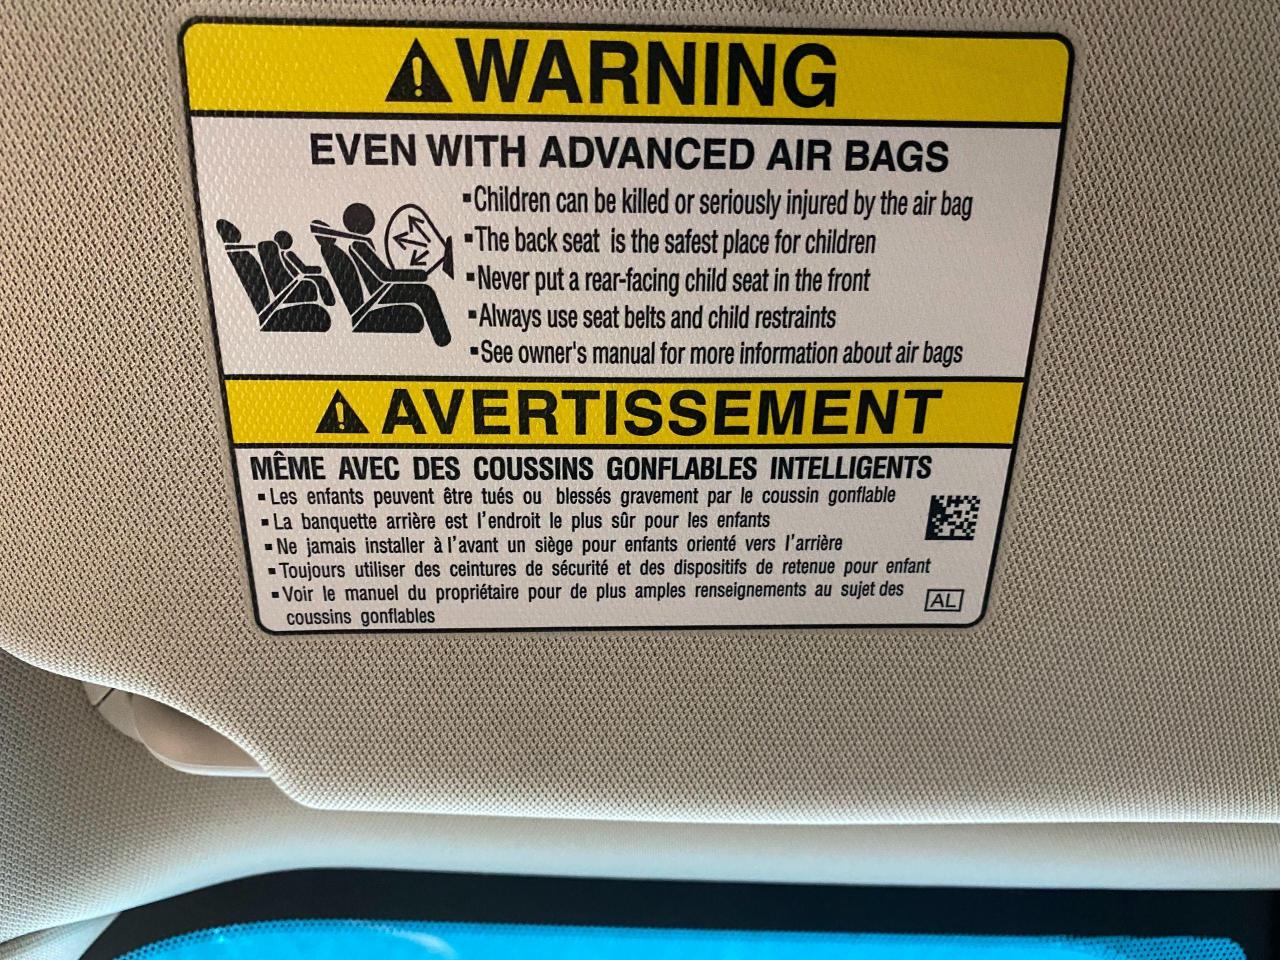 WARNING
EVEN WITH ADVANCED AIR BAGS
▪Children can be killed or seriously injured by the air bag
▪The back seat is the safest place for children
▪Never put a rear-facing child seat in the front
▪Always use seat belts and child restraints
▪See owner's manual for more information about air bags
AVERTISSEMENT
MÊME AVEC DES COUSSINS GONFLABLES INTELLIGENTS
▪Les enfants peuvent être tués ou blessés gravement par le coussin gonflable
▪La banquette arrière est l'endroit le plus sûr pour les enfants
▪Ne jamais installer à l'avant un siège pour enfants orienté vers l'arrière
▪Toujours utiliser des ceintures de sécurité et des dispositifs de retenue pour enfant
▪Voir le manuel du propriétaire pour de plus amples renseignements au sujet des
coussins gonflables
AL